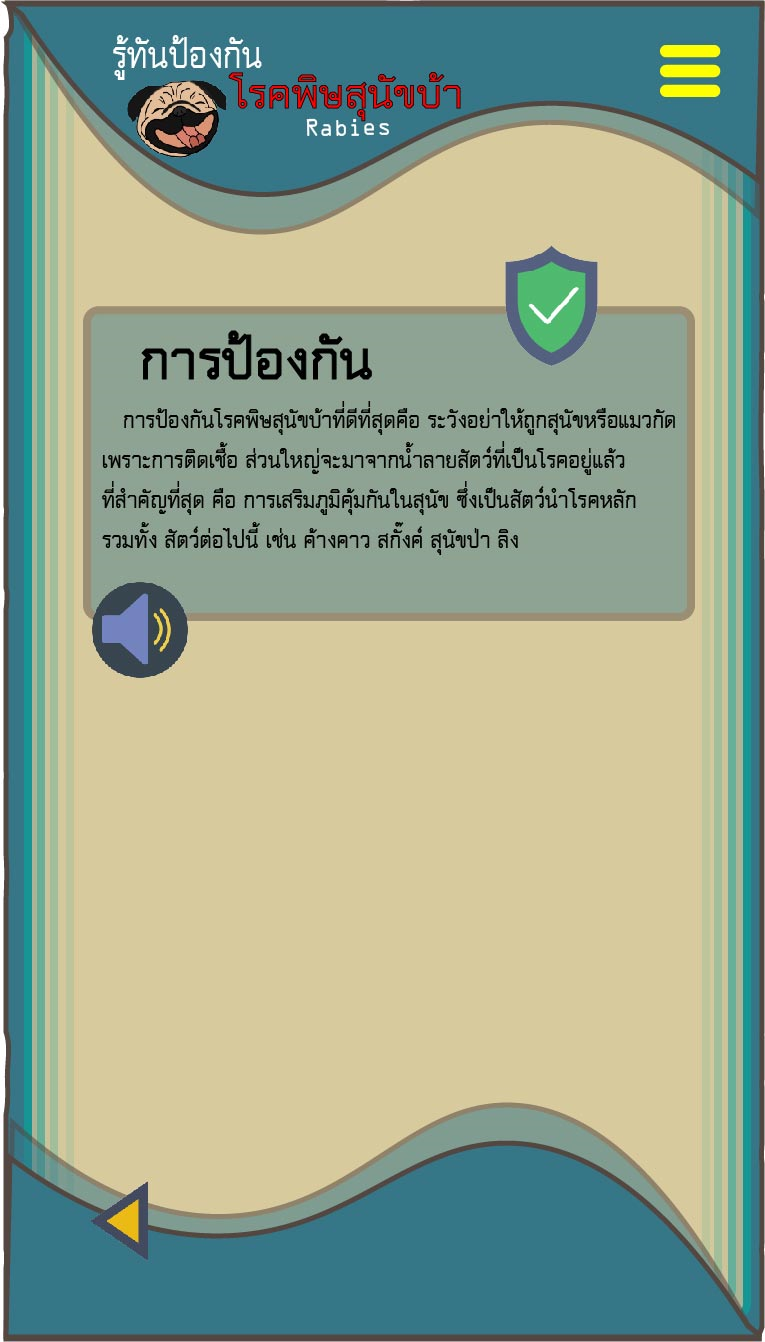 รู้ทันป้องกัน
โรคพิษสุนัขบ้า
Rabies
การป้องกัน
การป้องกันโรคพิษสุนัขบ้าที่ดีที่สุดคือ ระวังอย่าให้ถูกสุนัขหรือแมวกัด
เพราะการติดเชื้อ ส่วนใหญ่จะมาจากน้ำลายสัตว์ที่เป็นโรคอยู่แล้ว
ที่สำคัญที่สุด คือ การเสริมภูมิคุ้มกันในสุนัข ซึ่งเป็นสัตว์นำโรคหลัก
รวมทั้ง สัตว์ต่อไปนี้ เช่น ค้างคาว สกั๊งค์ สุนัขป่า ลิง